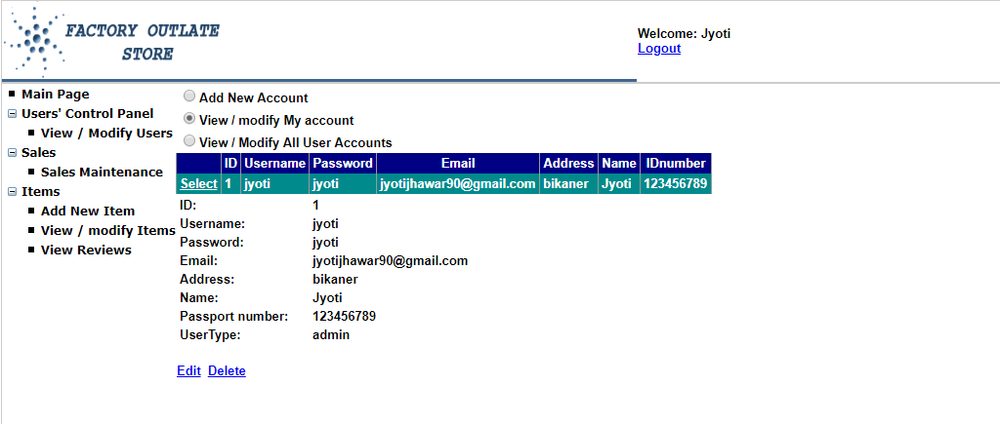 FACTORY OUTLATE
STORE
Welcome: Jyoti
Logout
Main Page
Users' Control Panel
View / Modify Users
Sales
Sales Maintenance
Items
Add New Item
View / modify Items
View Reviews
Add New Account
View / modify My account
View / Modify All User Accounts
ID Username Password Email Address Name IDnumber
Select 1 jyoti jyoti jyotijhawar90@gmail.com bikaner Jyoti 123456789
ID: 1
Username: jyoti
Password: jyoti
Email: jyotijhawar90@gmail.com
Address: bikaner
Name: Jyoti
Passport number: 123456789
UserType: admin
Edit Delete